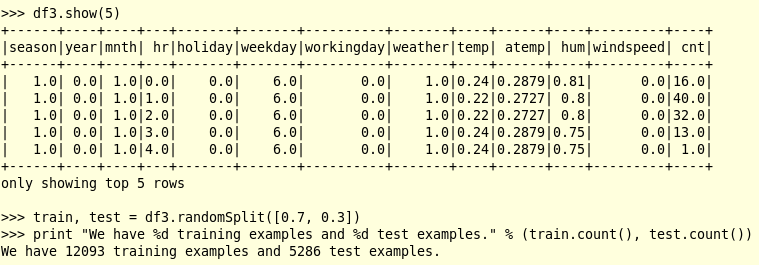 >>> df3.show(5)
+------+----+----+---+-------+-------+----------+-------+----+------+----+---------+----+
|season|year|mnth| hr|holiday|weekday|workingday|weather|temp| atemp| hum|windspeed| cnt|
+------+----+----+---+-------+-------+----------+-------+----+------+----+---------+----+
|   1.0| 0.0| 1.0|0.0|    0.0|    6.0|       0.0|    1.0|0.24|0.2879|0.81|      0.0|16.0|
|   1.0| 0.0| 1.0|1.0|    0.0|    6.0|       0.0|    1.0|0.22|0.2727| 0.8|      0.0|40.0|
|   1.0| 0.0| 1.0|2.0|    0.0|    6.0|       0.0|    1.0|0.22|0.2727| 0.8|      0.0|32.0|
|   1.0| 0.0| 1.0|3.0|    0.0|    6.0|       0.0|    1.0|0.24|0.2879|0.75|      0.0|13.0|
|   1.0| 0.0| 1.0|4.0|    0.0|    6.0|       0.0|    1.0|0.24|0.2879|0.75|      0.0| 1.0|
+------+----+----+---+-------+-------+----------+-------+----+------+----+---------+----+
only showing top 5 rows
>>> train, test = df3.randomSplit([0.7, 0.3])
>>> print "We have %d training examples and %d test examples." % (train.count(), test.count())
We have 12093 training examples and 5286 test examples.